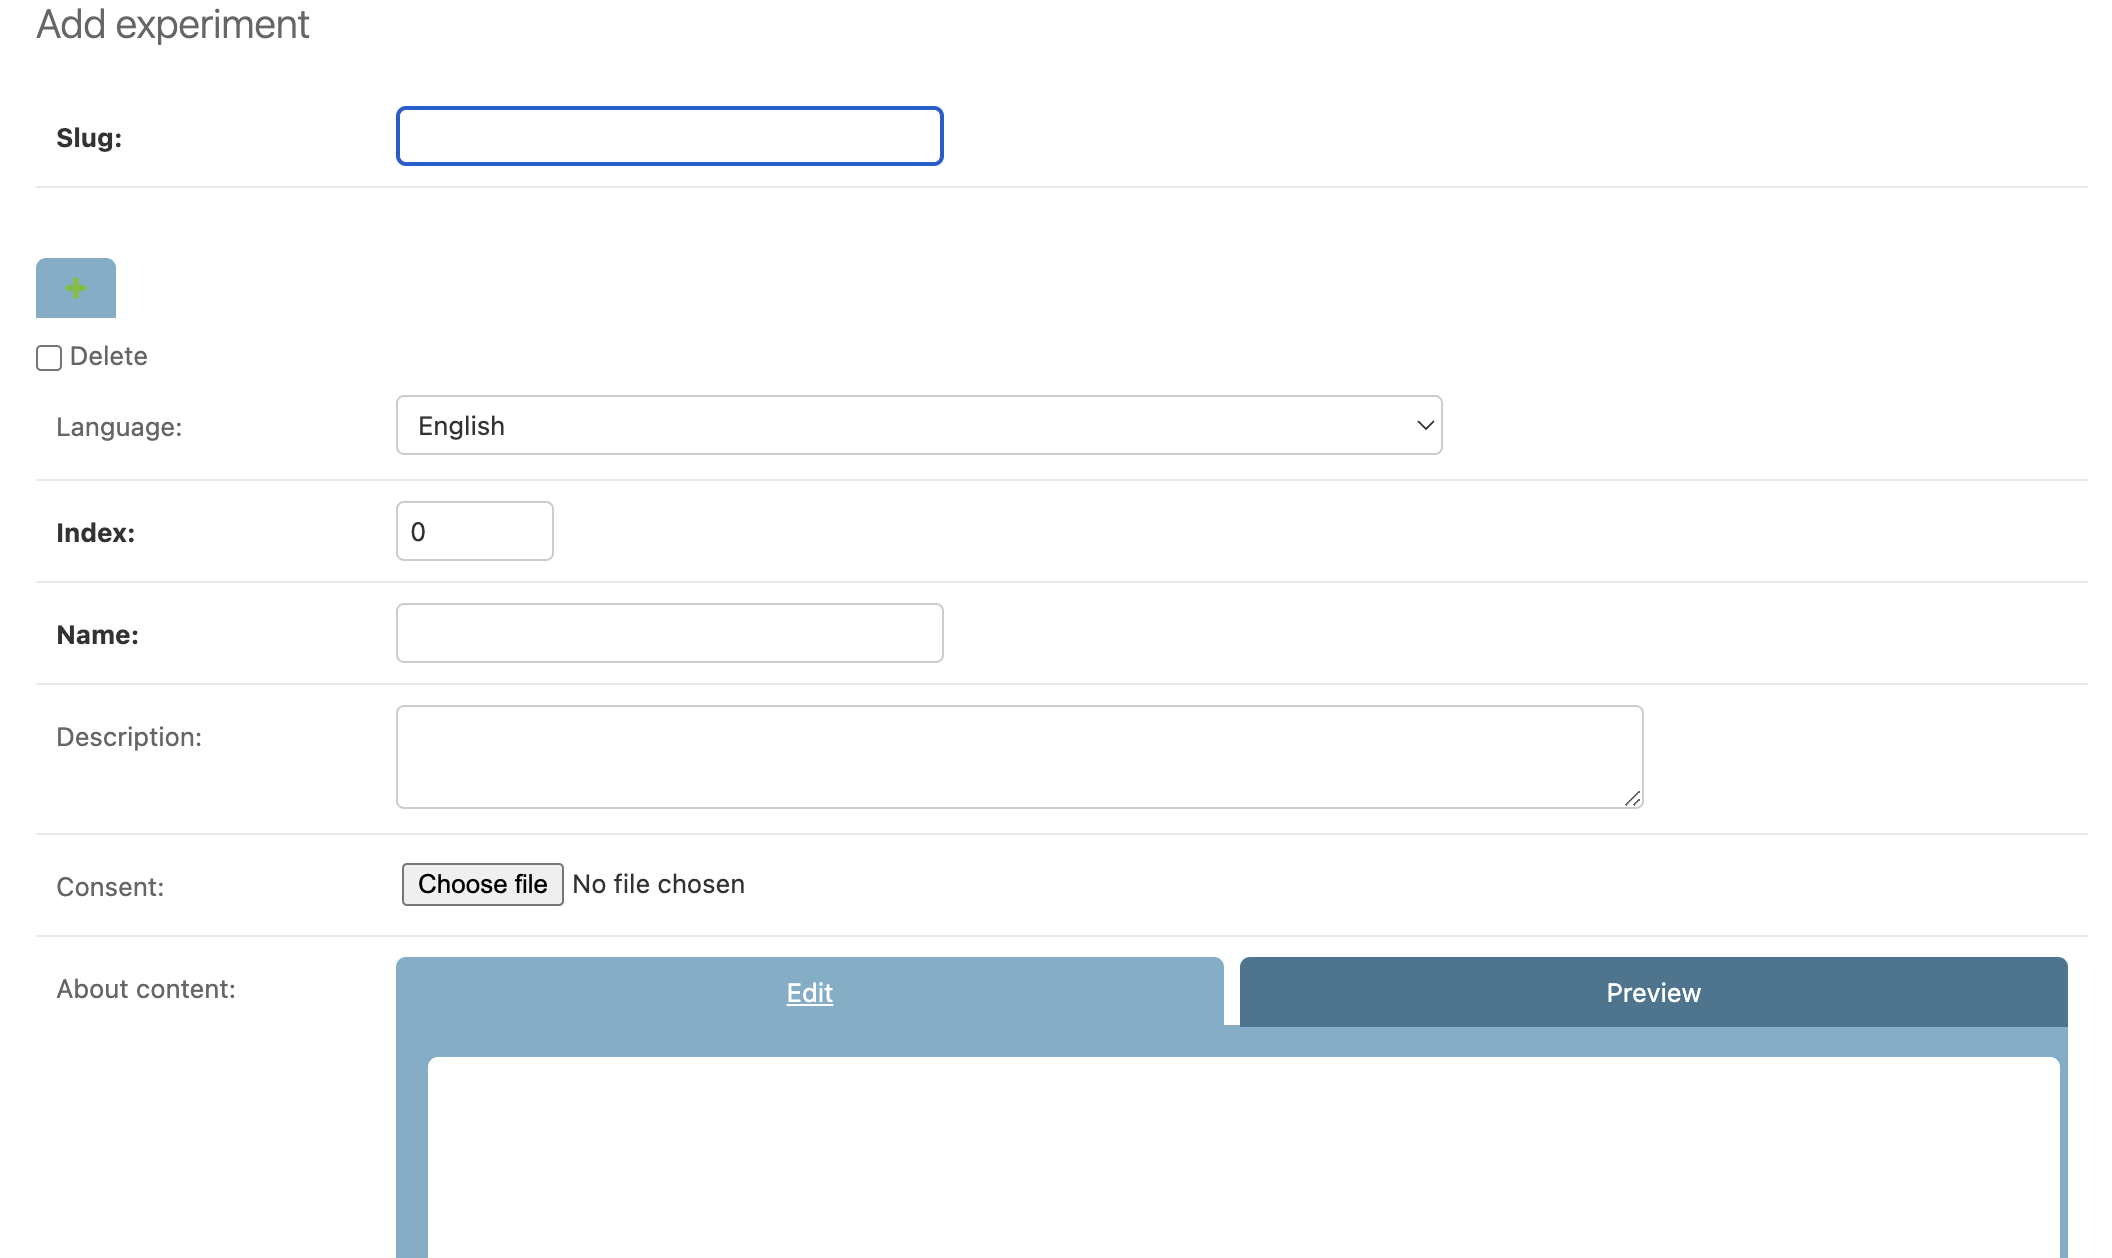 Add experiment
Slug:
+
Delete
Language: English
Index: 0
Name:
Description:
Consent: Choose file No file chosen
About content: Edit Preview